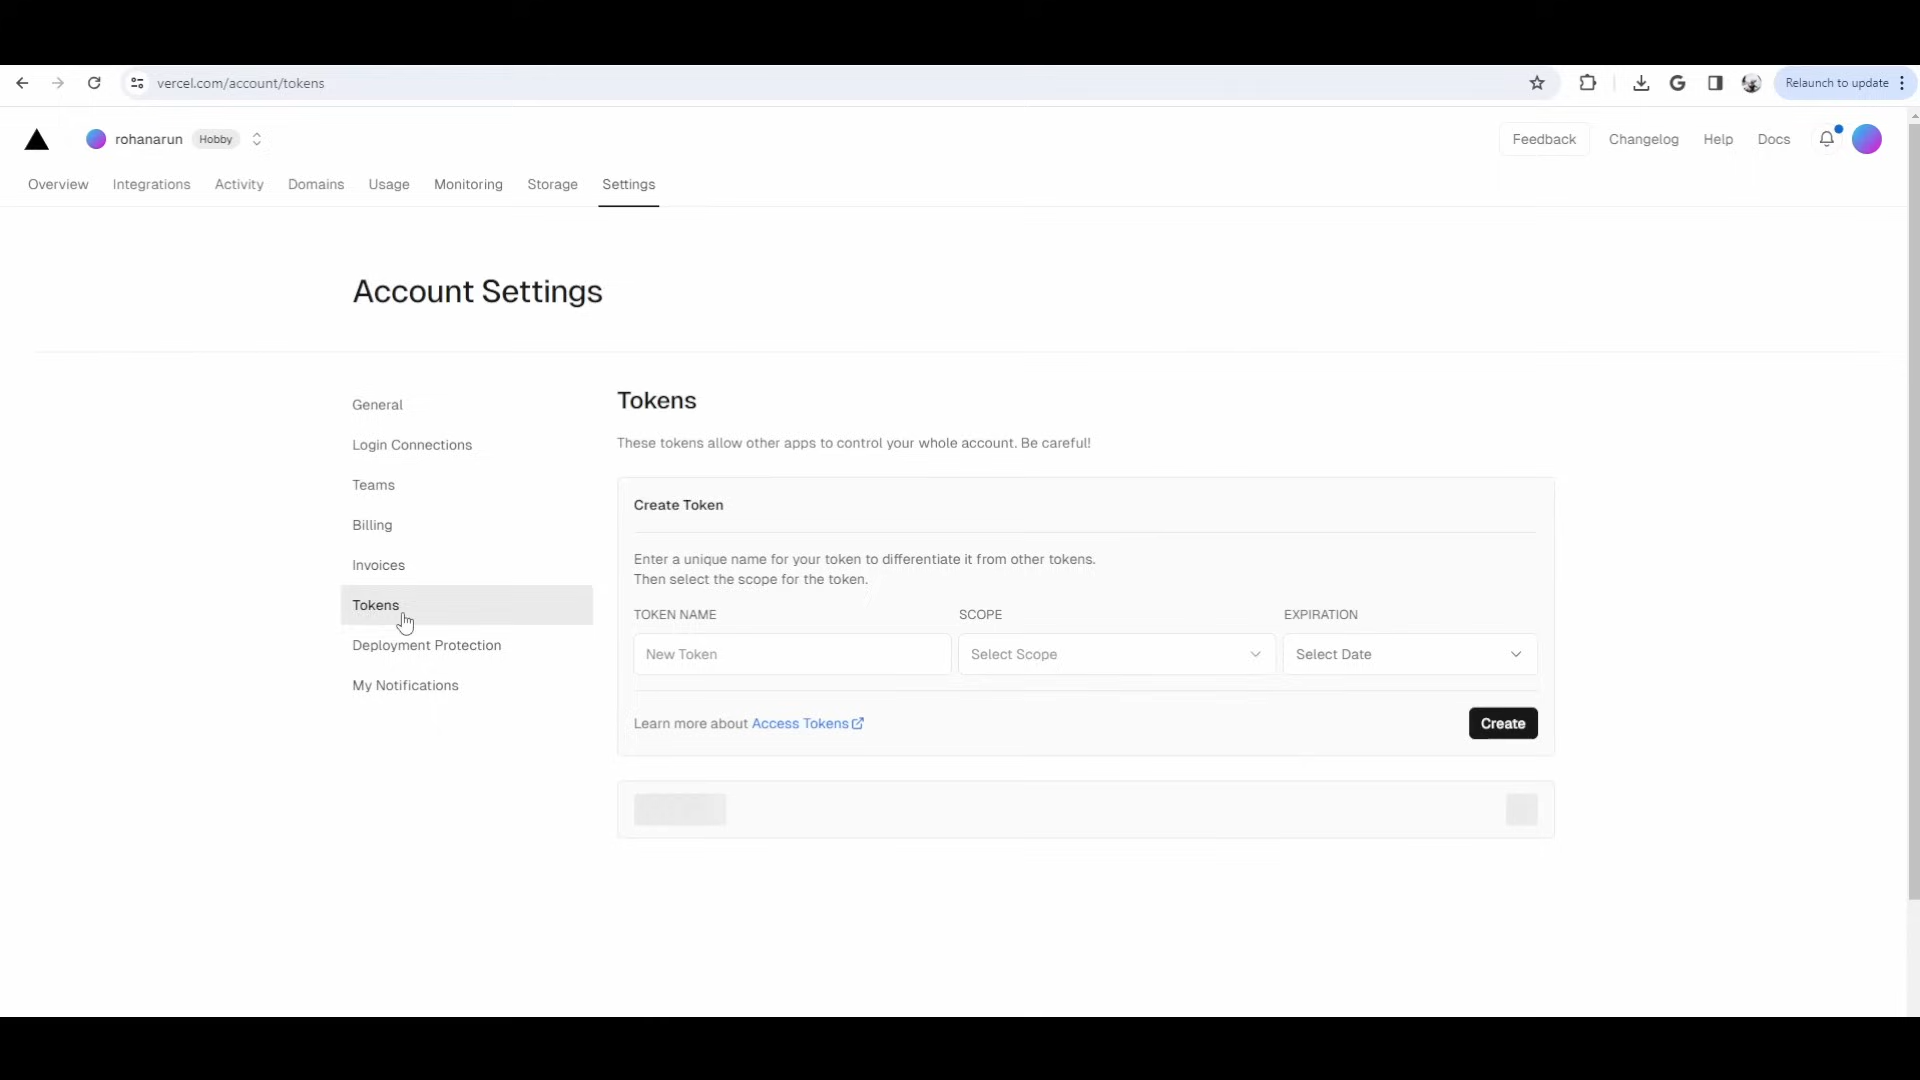 vercel.com/account/tokens
Relaunch to update
rohanarun Hobby
Feedback Changelog Help Docs
Overview Integrations Activity Domains Usage Monitoring Storage Settings
Account Settings
General
Login Connections
Teams
Billing
Invoices
Tokens
Deployment Protection
My Notifications
Tokens
These tokens allow other apps to control your whole account. Be careful!
Create Token
Enter a unique name for your token to differentiate it from other tokens.
Then select the scope for the token.
TOKEN NAME SCOPE EXPIRATION
New Token Select Scope Select Date
Learn more about Access Tokens Create